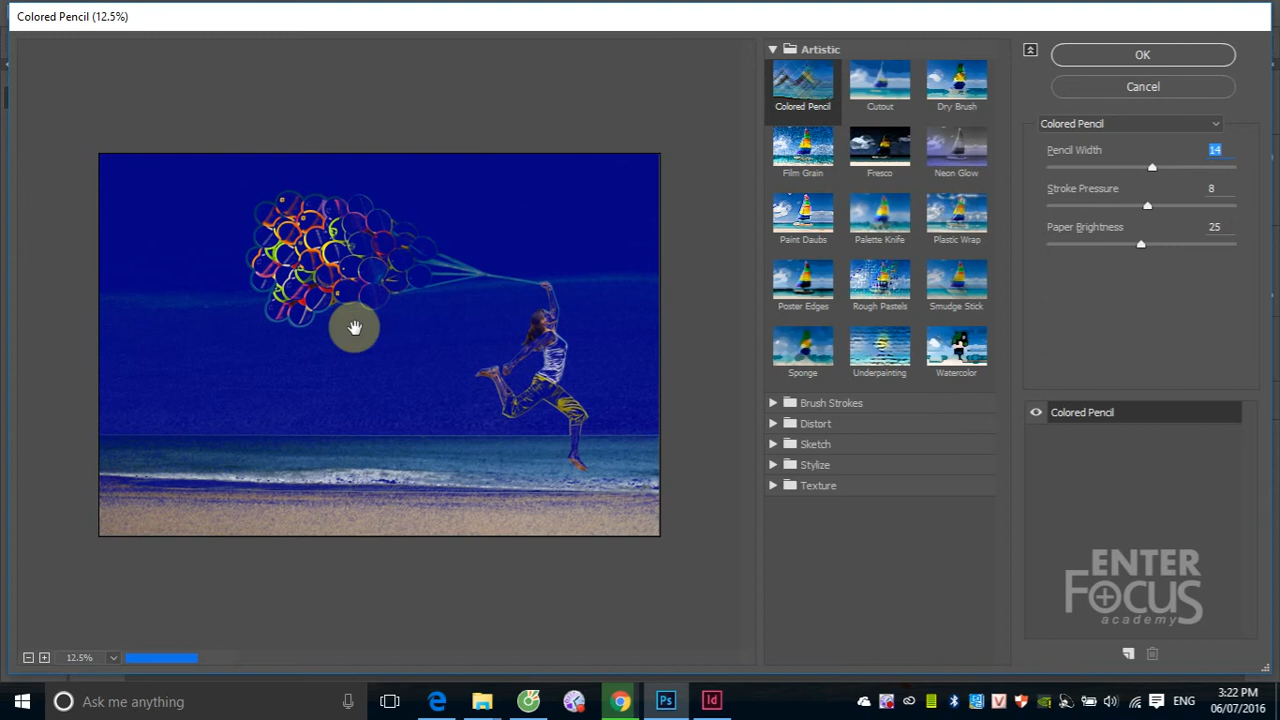 Colored Pencil (12.5%)
Artistic
Colored Pencil
Cutout
Dry Brush
Film Grain
Fresco
Neon Glow
Paint Daubs
Palette Knife
Plastic Wrap
Poster Edges
Rough Pastels
Smudge Stick
Sponge
Underpainting
Watercolor
Brush Strokes
Distort
Sketch
Stylize
Texture
OK
Cancel
Colored Pencil
Pencil Width 14
Stroke Pressure 8
Paper Brightness 25
Colored Pencil
ENTER
FOCUS
academy
12.5%
Ask me anything
Ps
Id
ENG
3:22 PM
06/07/2016